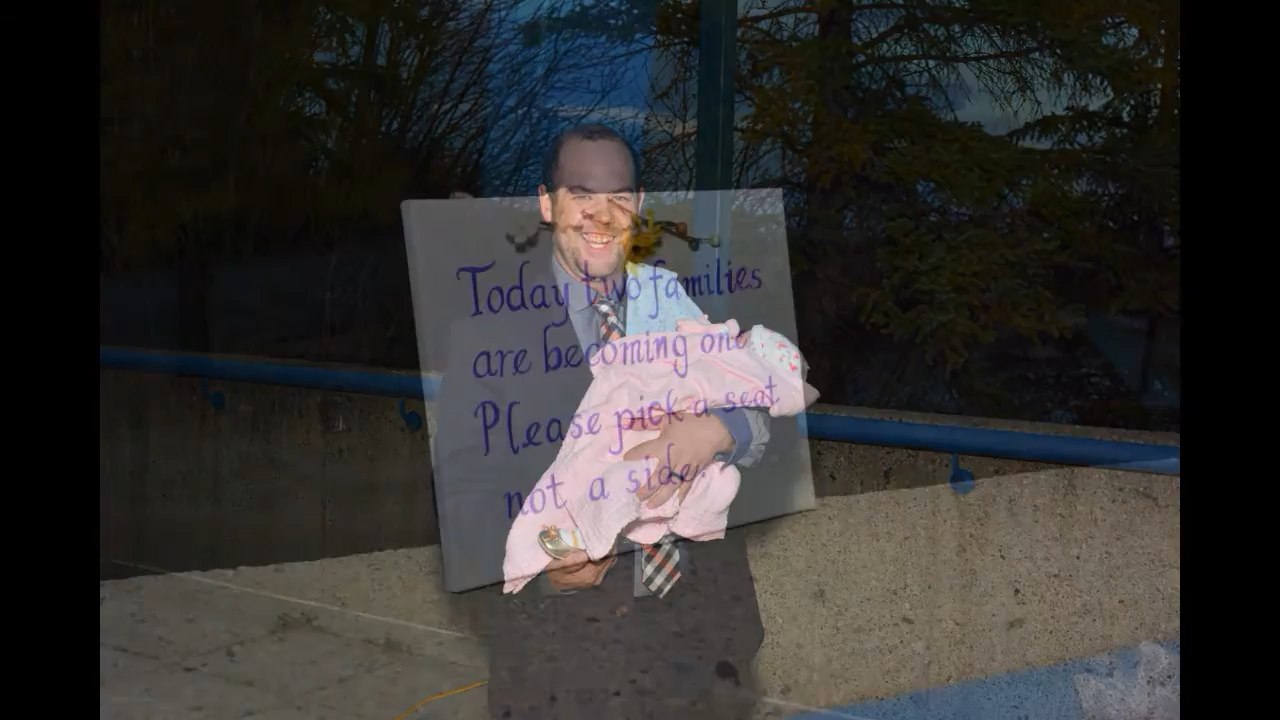 Today two families
are becoming one
Please pick a seat
not a side.